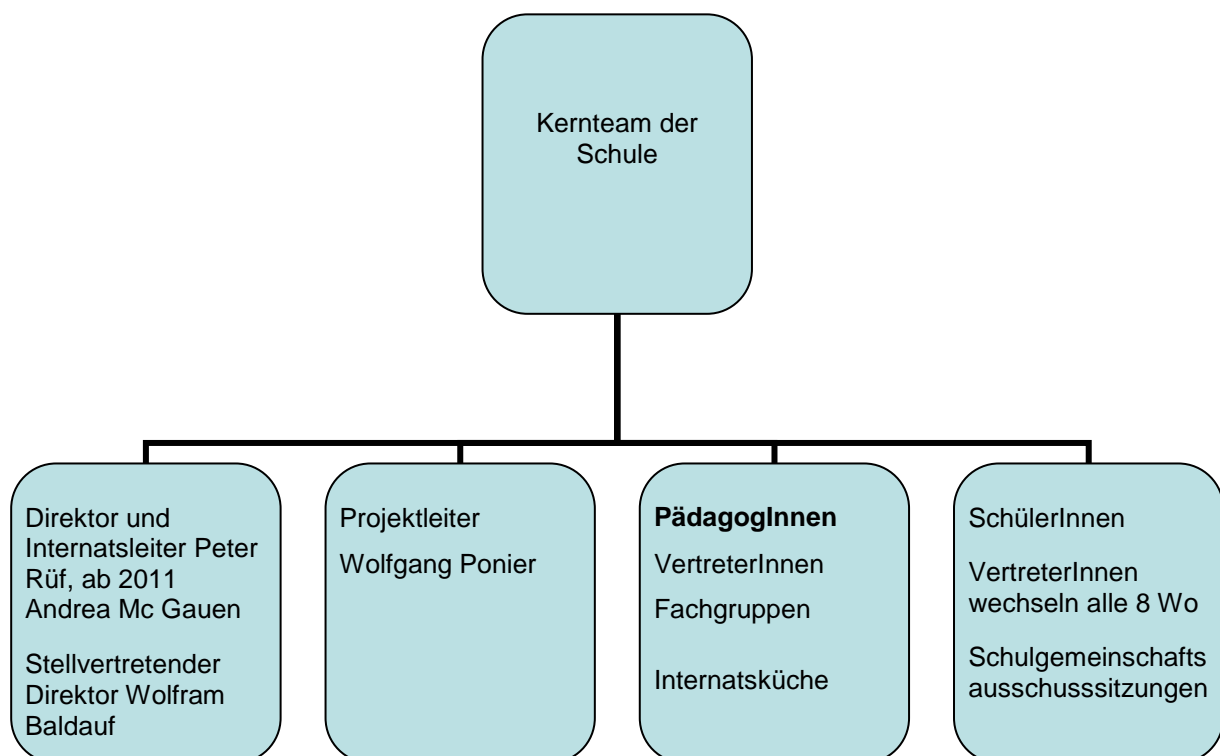 Kernteam der
Schule
Direktor und
Internatsleiter Peter
Rüf, ab 2011
Andrea Mc Gauen
Stellvertretender
Direktor Wolfram
Baldauf
Projektleiter
Wolfgang Ponier
PädagogInnen
VertreterInnen
Fachgruppen
Internatsküche
SchülerInnen
VertreterInnen
wechseln alle 8 Wo
Schulgemeinschafts
ausschusssitzungen